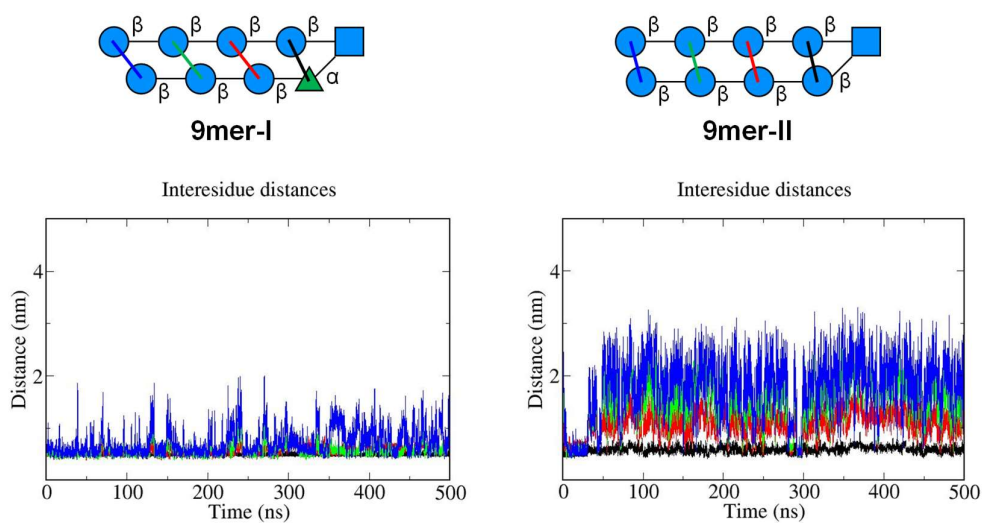 β β β β
β β β α
9mer-I
β β β β
β β β β
9mer-II
Interesidue distances
Distance (nm)
4
2
0 100 200 300 400 500
Time (ns)
Interesidue distances
Distance (nm)
4
2
0 100 200 300 400 500
Time (ns)